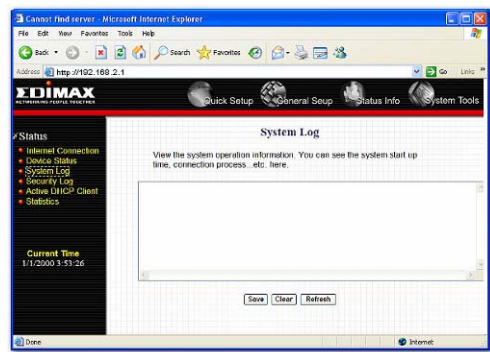 Cannot find server - Microsoft Internet Explorer
File Edit View Favorites Tools Help
Back Search Favorites
Address http://192.168.2.1 Go Links »
EDIMAX
NETWORKING PEOPLE TOGETHER
Quick Setup General Seup Status Info System Tools
Status
Internet Connection
Device Status
System Log
Security Log
Active DHCP Client
Statistics
Current Time
1/1/2000 3:53:26
System Log
View the system operation information. You can see the system start up
time, connection process...etc. here.
Save Clear Refresh
Done Internet